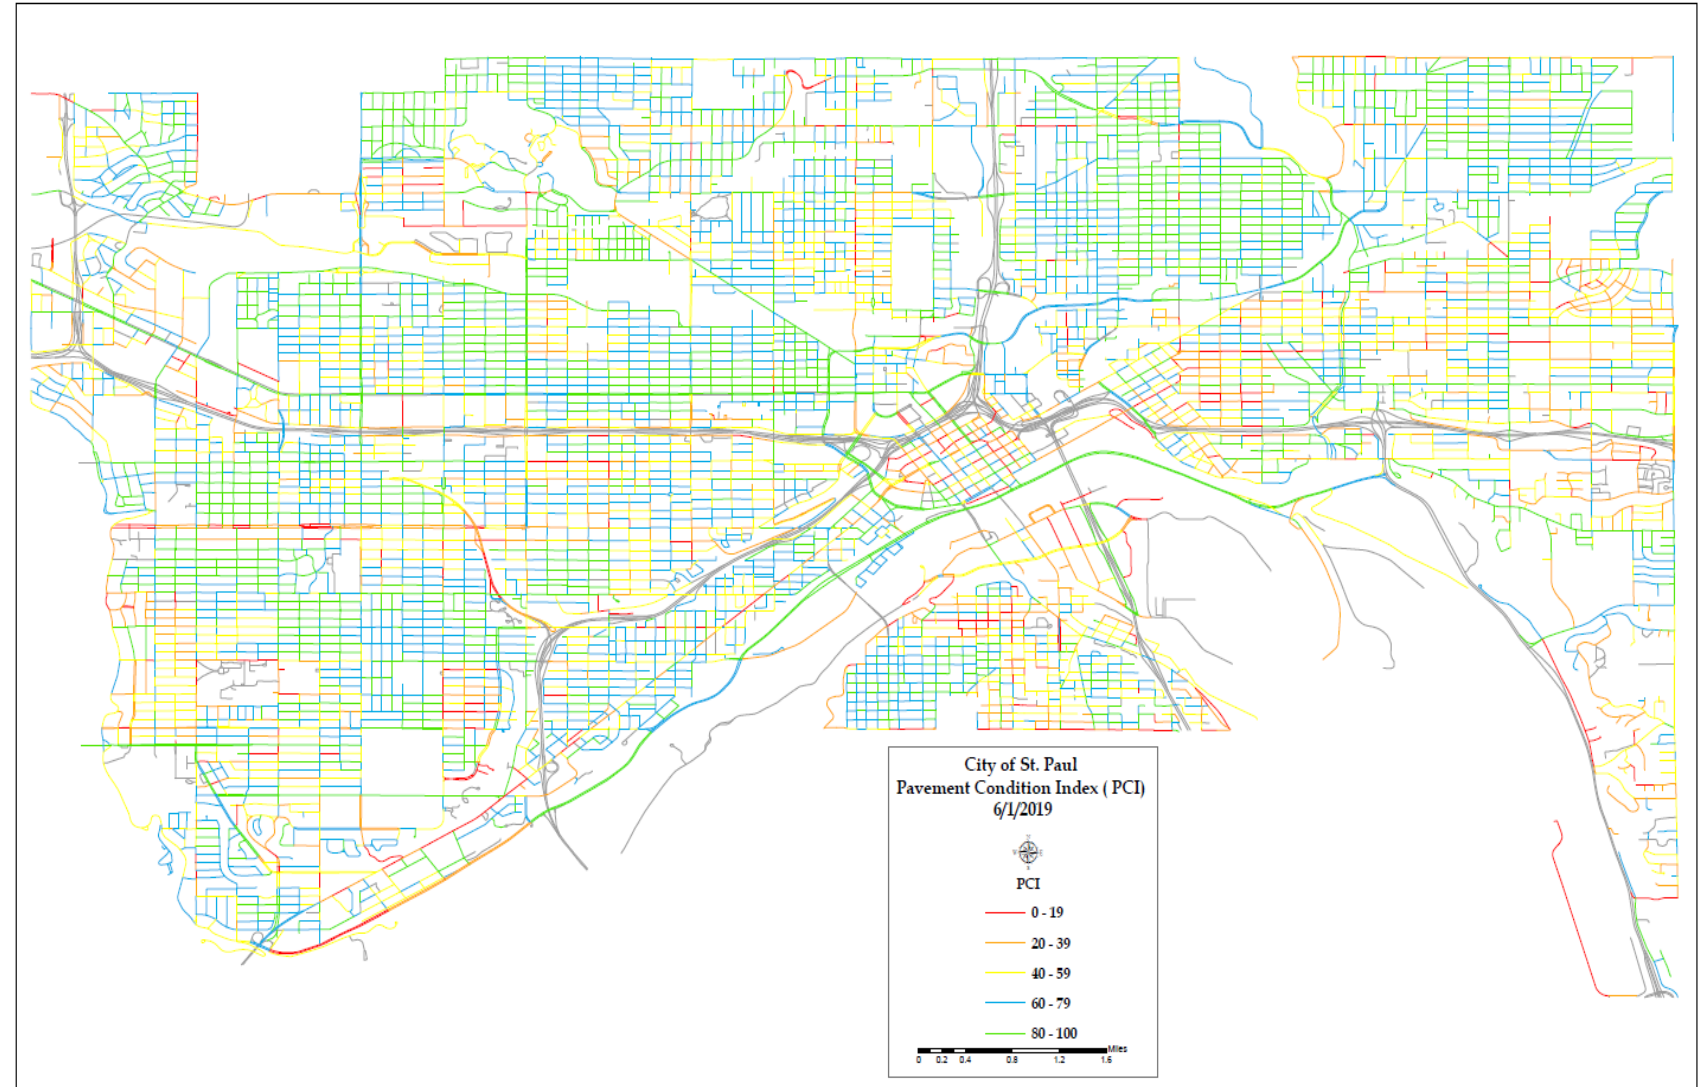 City of St. Paul
Pavement Condition Index ( PCI)
6/1/2019
PCI
0 - 19
20 - 39
40 - 59
60 - 79
80 - 100
Miles
0 0.2 0.4 0.8 1.2 1.6